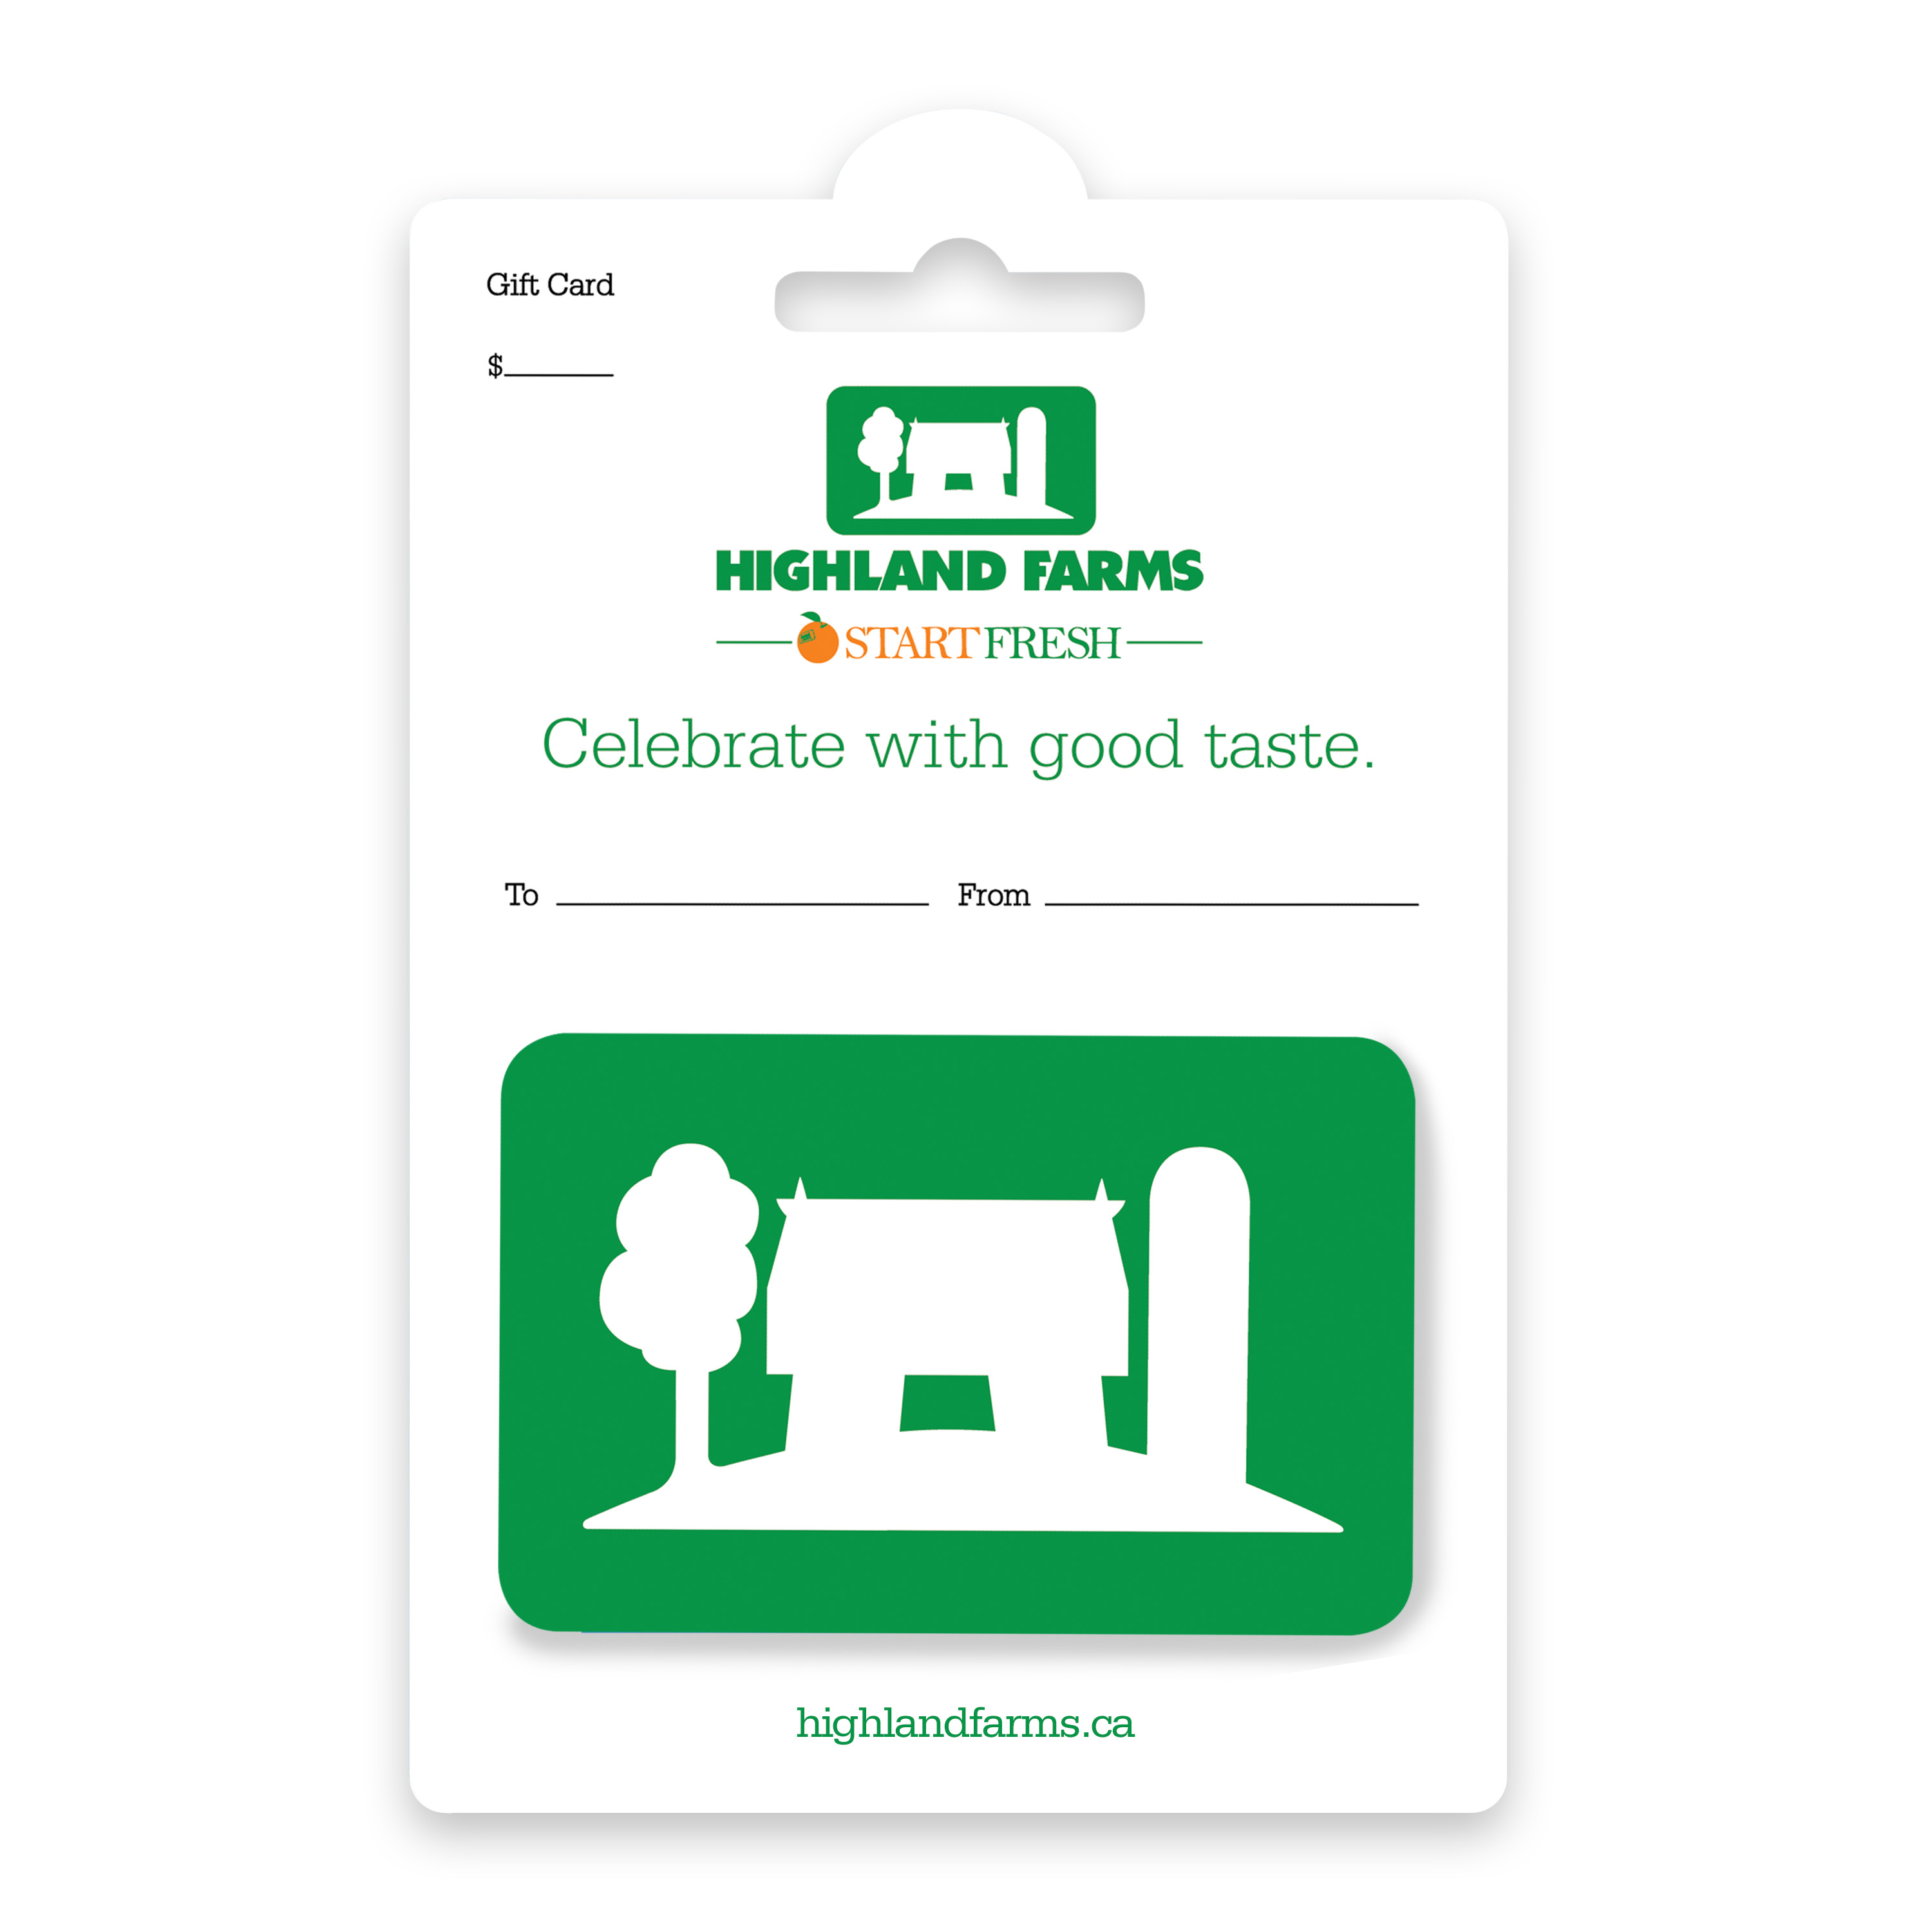 Gift Card
$
HIGHLAND FARMS
START FRESH
Celebrate with good taste.
To From
highlandfarms.ca